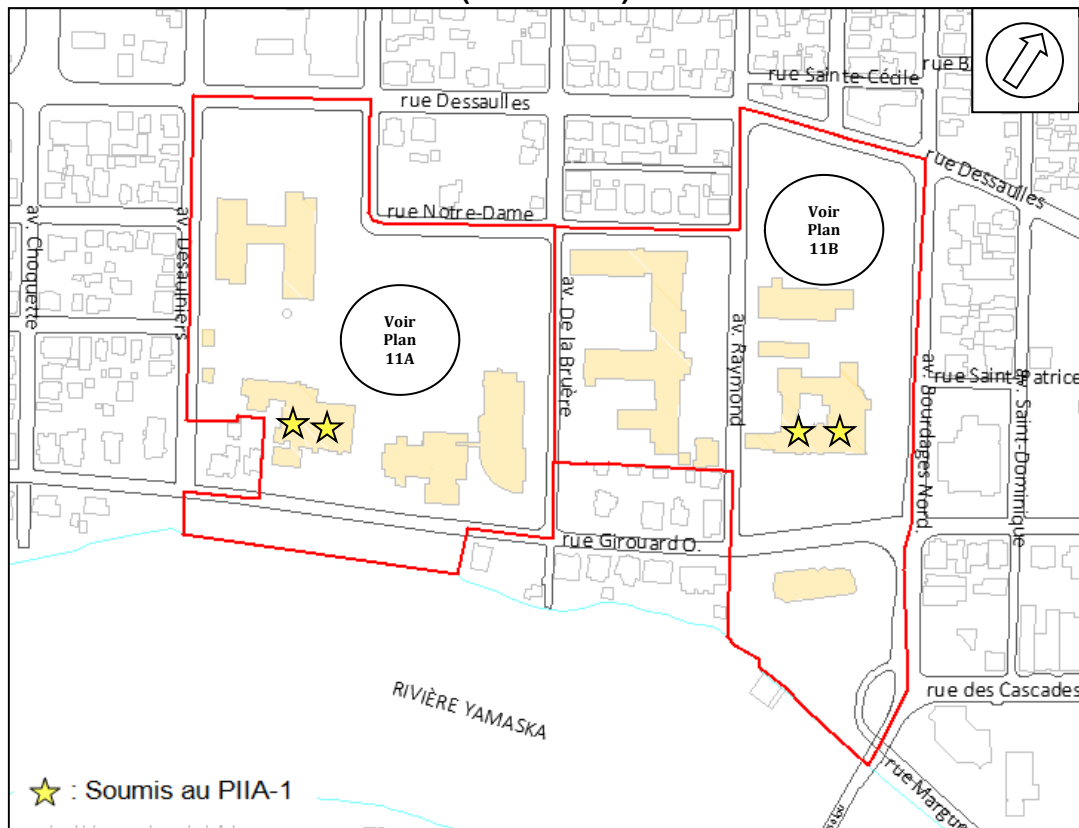 rue Sainte-Cécile
rue B
rue Dessaulles
rue Dessaulles
rue Notre-Dame
av. Choquette
av. Desauniers
Voir
Plan
11A
Voir
Plan
11B
av. De la Bruère
av. Raymond
av. Bourdages Nord.
rue Saint-Patrice
av. Saint-Dominique
rue Girouard O.
RIVIÈRE YAMASKA
rue des Cascades
rue Margue
: Soumis au PIIA-1